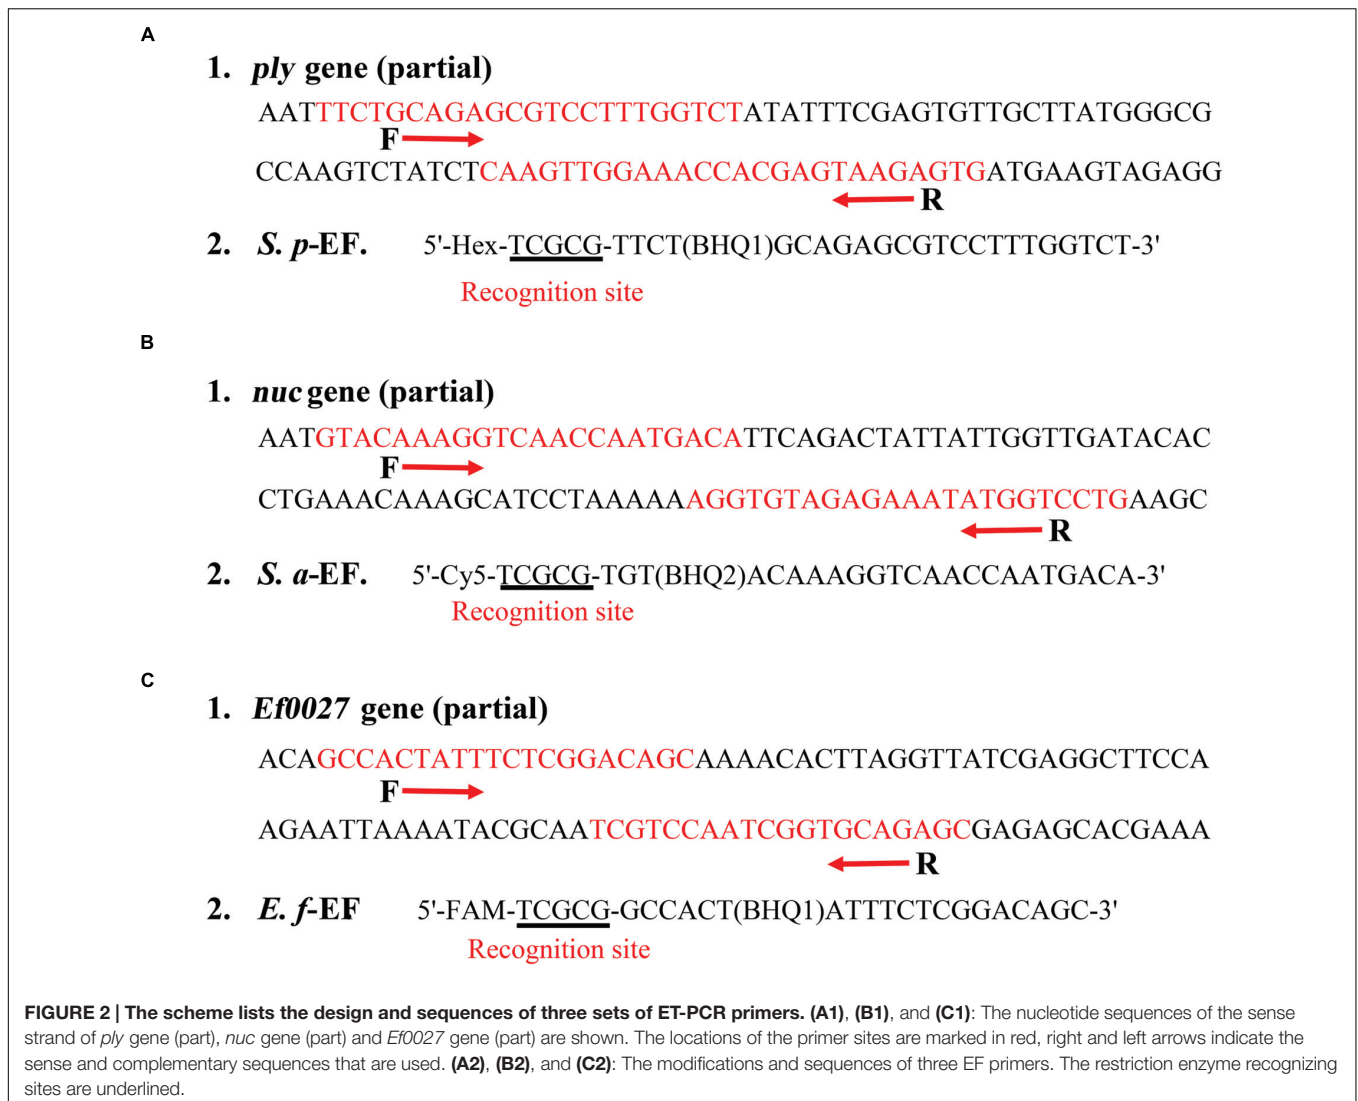 A
1. ply gene (partial)
AATTTCTGCAGAGCGTCCTTTGGTCTATATTTCGAGTGTTGCTTATGGGCG
F
CCAAGTCTATCTCAAGTTGGAAACCACGAGTAAGAGTGATGAAGTAGAGG
R
2. S. p-EF. 5'-Hex-TCGCG-TTCT(BHQ1)GCAGAGCGTCCTTTGGTCT-3'
Recognition site
B
1. nuc gene (partial)
AATGTACAAAGGTCAACCAATGACATTCAGACTATTATTGGTTGATACAC
F
CTGAAACAAAGCATCCTAAAAAAGGTGTAGAGAAATATGGTCCTGAAGC
R
2. S. a-EF. 5'-Cy5-TCGCG-TGT(BHQ2)ACAAAGGTCAACCAATGACA-3'
Recognition site
C
1. Ef0027 gene (partial)
ACAGCCACTATTTCTCGGACAGCAAAACACTTAGGTTATCGAGGCTTCCA
F
AGAATTAAAATACGCAATCGTCCAATCGGTGCAGAGCGAGAGCACGAAA
R
2. E. f-EF 5'-FAM-TCGCG-GCCACT(BHQ1)ATTTCTCGGACAGC-3'
Recognition site
FIGURE 2 | The scheme lists the design and sequences of three sets of ET-PCR primers. (A1), (B1), and (C1): The nucleotide sequences of the sense
strand of ply gene (part), nuc gene (part) and Ef0027 gene (part) are shown. The locations of the primer sites are marked in red, right and left arrows indicate the
sense and complementary sequences that are used. (A2), (B2), and (C2): The modifications and sequences of three EF primers. The restriction enzyme recognizing
sites are underlined.